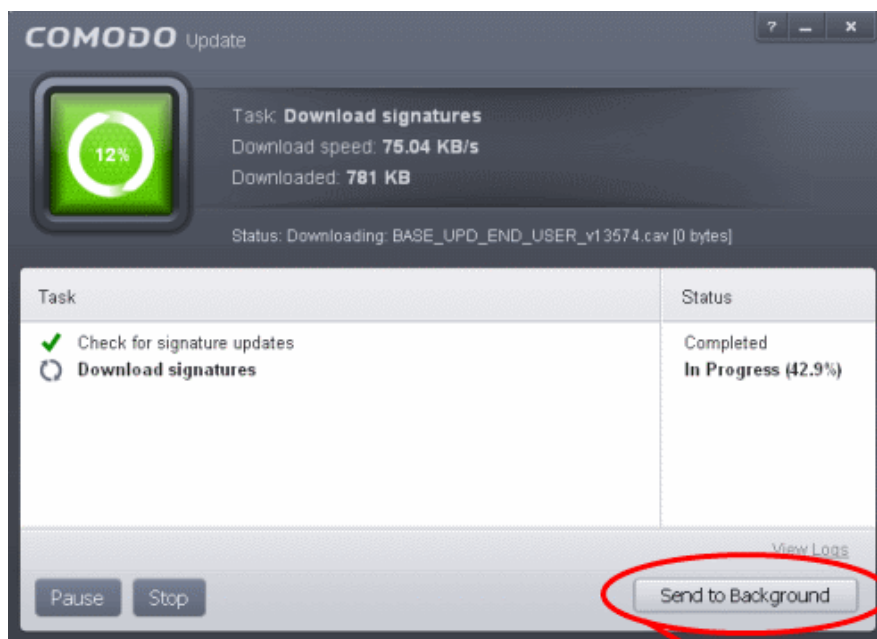 COMODO Update
? _ x
12%
Task: Download signatures
Download speed: 75.04 KB/s
Downloaded: 781 KB
Status: Downloading: BASE_UPD_END_USER_v13574.cav [0 bytes]
Task Status
Check for signature updates Completed
Download signatures In Progress (42.9%)
View Logs
Pause Stop Send to Background